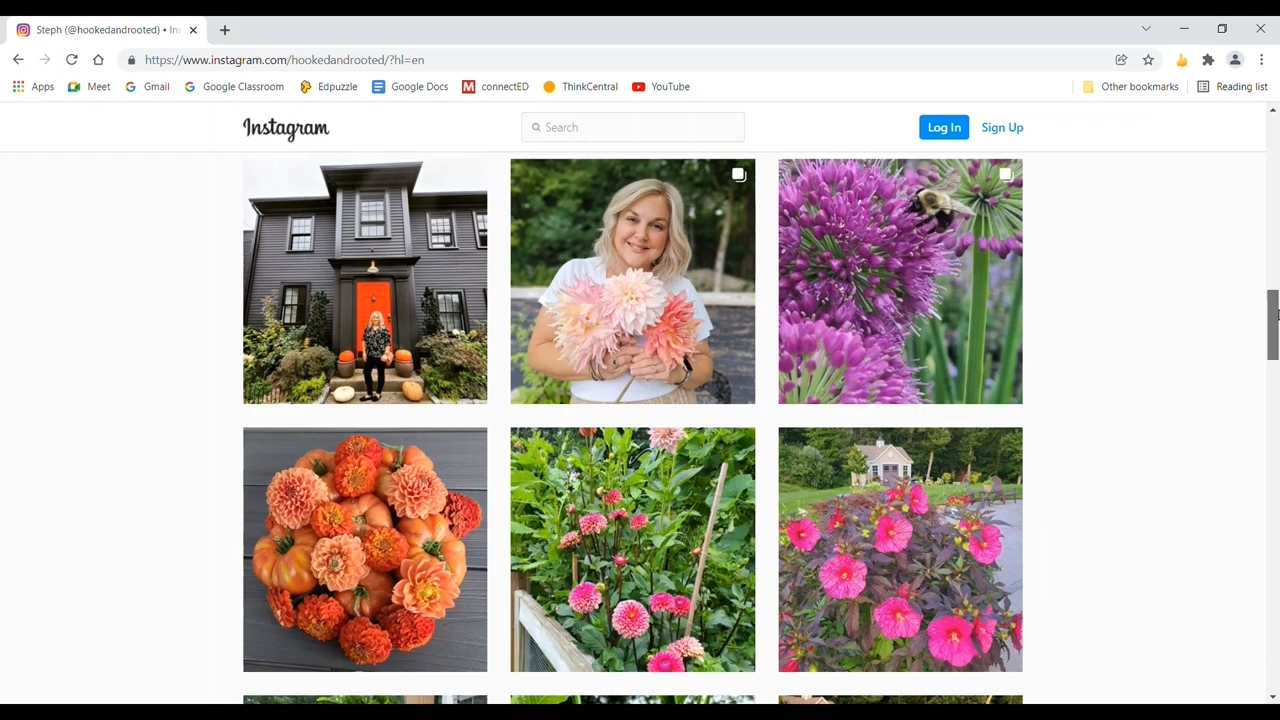 Steph (@hookedandrooted) • In
https://www.instagram.com/hookedandrooted/?hl=en
Apps Meet Gmail Google Classroom Edpuzzle Google Docs connectED ThinkCentral YouTube Other bookmarks Reading list
Instagram Search Log In Sign Up